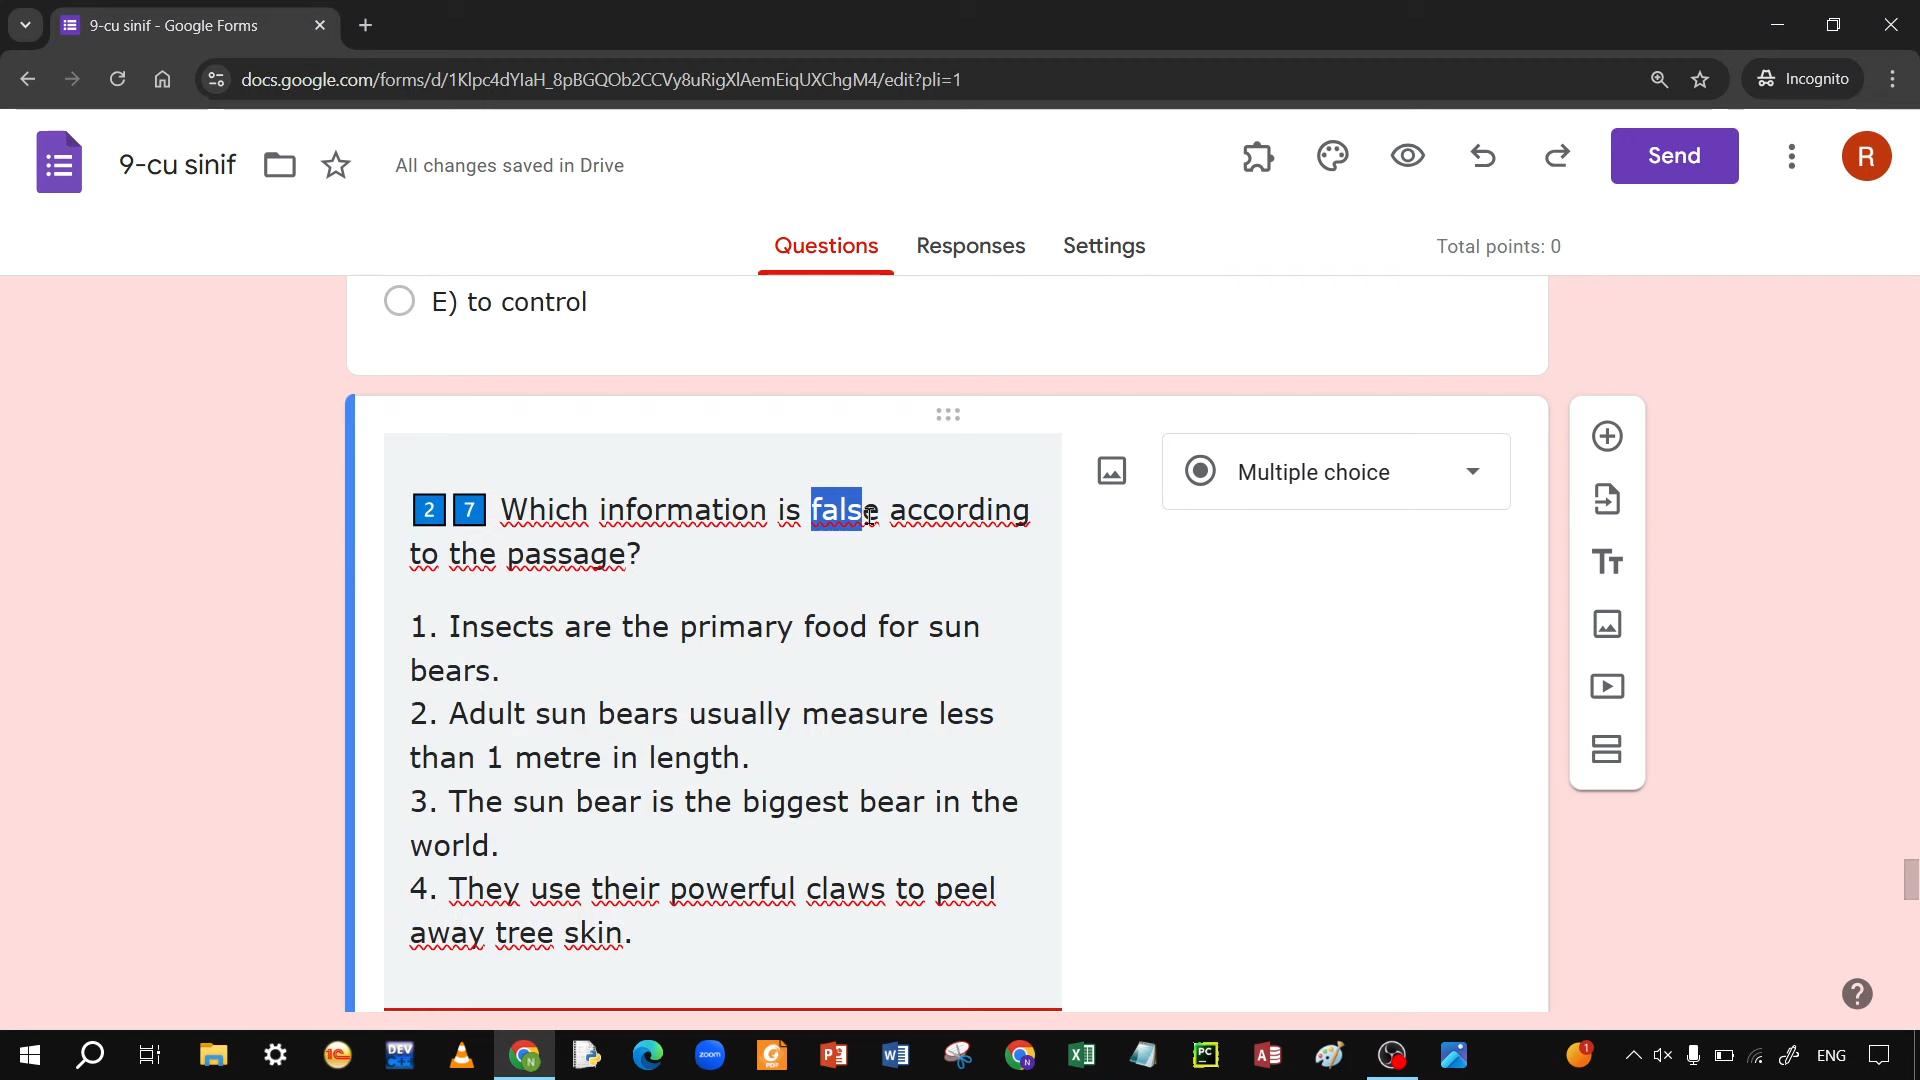 9-cu sinif - Google Forms
docs.google.com/forms/d/1Klpc4dYIaH_8pBGQOb2CCVy8uRigXlAemEiqUXChgM4/edit?pli=1
Incognito
9-cu sinif
All changes saved in Drive
Send
R
Questions
Responses
Settings
Total points: 0
E) to control
2 7 Which information is false according
to the passage?
Multiple choice
1. Insects are the primary food for sun
bears.
2. Adult sun bears usually measure less
than 1 metre in length.
3. The sun bear is the biggest bear in the
world.
4. They use their powerful claws to peel
away tree skin.
ENG